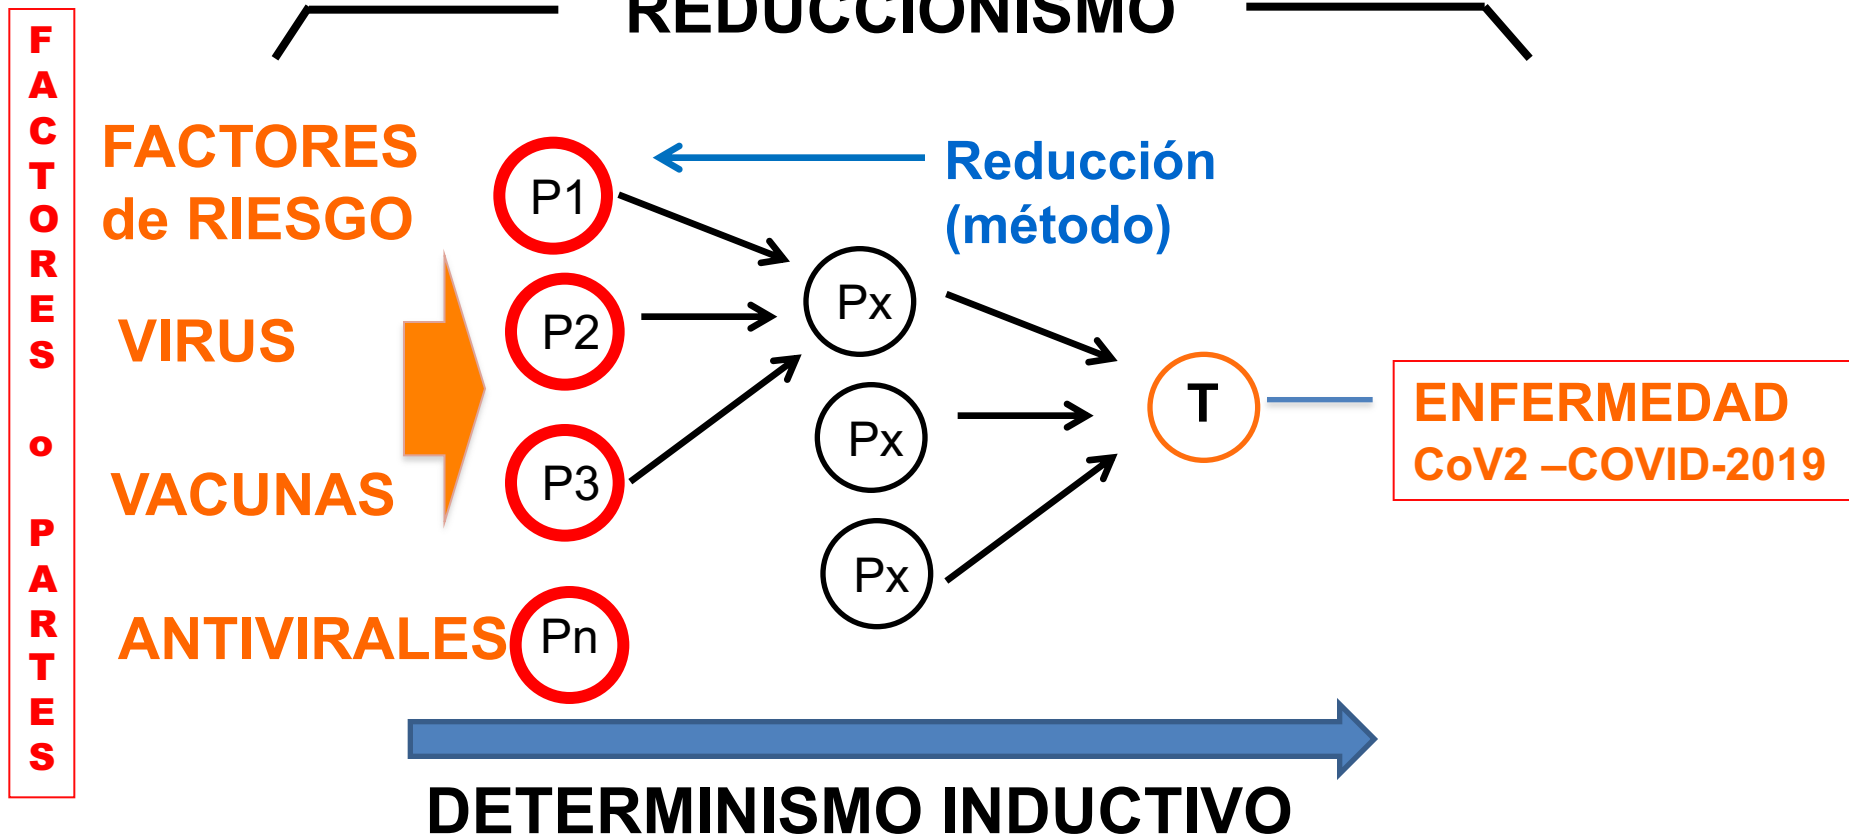 REDUCCIONISMO
FACTORES o PARTES
FACTORES
de RIESGO
VIRUS
VACUNAS
ANTIVIRALES
P1
P2
P3
Pn
Reducción
(método)
Px
Px
Px
T
ENFERMEDAD
CoV2 –COVID-2019
DETERMINISMO INDUCTIVO